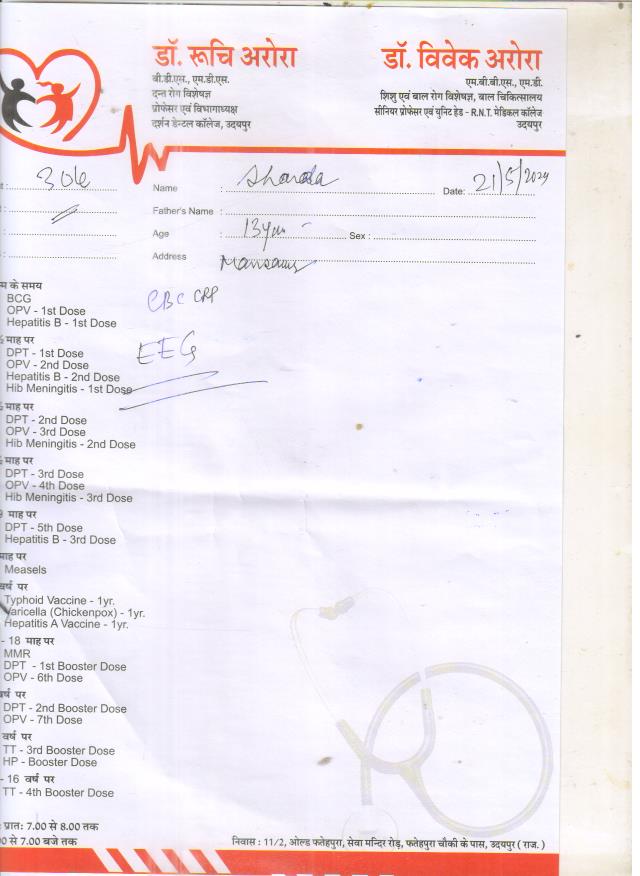 डॉ. रूचि अरोरा
बी.डी.एस., एम.डी.एस.
दन्त रोग विशेषज्ञ
प्रोफेसर एवं विभागाध्यक्ष
दर्शन डेन्टल कॉलेज, उदयपुर
डॉ. विवेक अरोरा
एम.बी.बी.एस., एम.डी.
शिशु एवं बाल रोग विशेषज्ञ, बाल चिकित्सालय
सीनियर प्रोफेसर एवं युनिट हेड - R.N.T. मेडिकल कॉलेज
उदयपुर
Name : Sharda Date: 21/5/2024
Father's Name :
Age : 13 Sex :
Address :
CBC CRP
EEG
म के समय
BCG
OPV - 1st Dose
Hepatitis B - 1st Dose
माह पर
DPT - 1st Dose
OPV - 2nd Dose
Hepatitis B - 2nd Dose
Hib Meningitis - 1st Dose
माह पर
DPT - 2nd Dose
OPV - 3rd Dose
Hib Meningitis - 2nd Dose
माह पर
DPT - 3rd Dose
OPV - 4th Dose
Hib Meningitis - 3rd Dose
माह पर
DPT - 5th Dose
Hepatitis B - 3rd Dose
माह पर
Measels
वर्ष पर
Typhoid Vaccine - 1yr.
Varicella (Chickenpox) - 1yr.
Hepatitis A Vaccine - 1yr.
- 18 माह पर
MMR
DPT - 1st Booster Dose
OPV - 6th Dose
वर्ष पर
DPT - 2nd Booster Dose
OPV - 7th Dose
वर्ष पर
TT - 3rd Booster Dose
HP - Booster Dose
- 16 वर्ष पर
TT - 4th Booster Dose
: प्रातः 7.00 से 8.00 तक
0 से 7.00 बजे तक
निवास : 11/2, ओल्ड फतेहपुरा, सेवा मन्दिर रोड़, फतेहपुरा चौकी के पास, उदयपुर ( राज. )